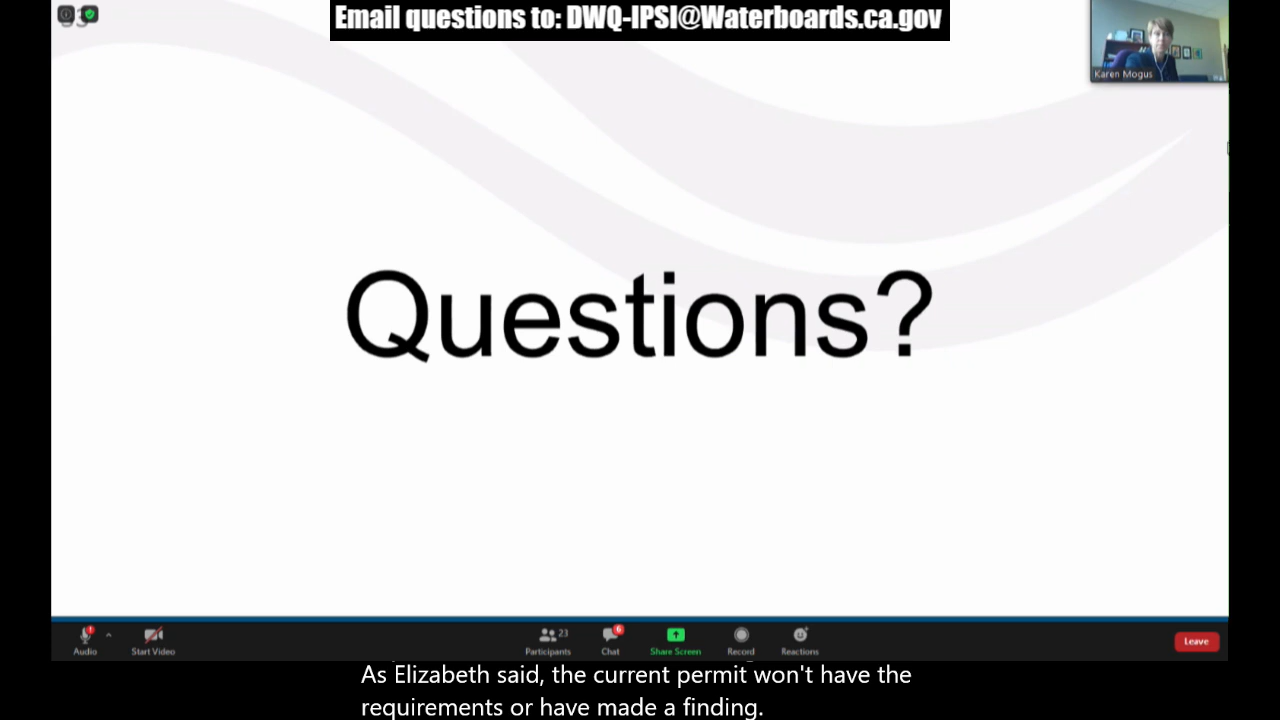 Email questions to: DWQ-IPSI@Waterboards.ca.gov
Karen Mogus
Questions?
23
6
Audio
Start Video
Participants
Chat
Share Screen
Record
Reactions
Leave
As Elizabeth said, the current permit won't have the
requirements or have made a finding.